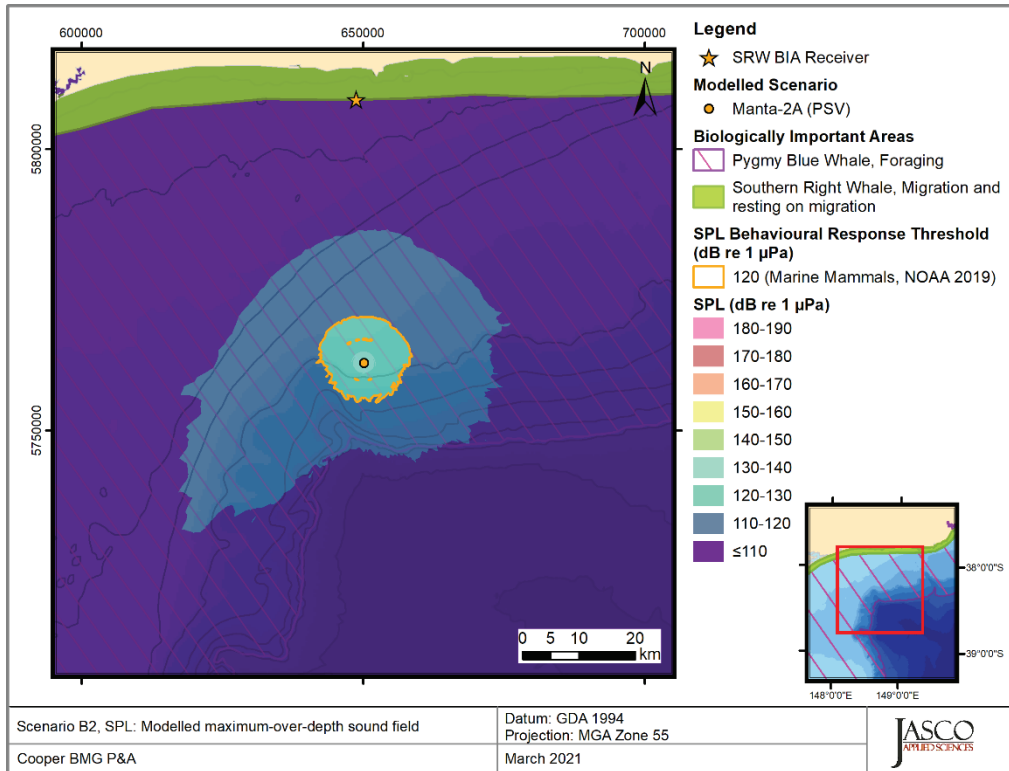 600000
650000
700000
5800000
5750000
N
0 5 10 20
km
Legend
SRW BIA Receiver
Modelled Scenario
Manta-2A (PSV)
Biologically Important Areas
Pygmy Blue Whale, Foraging
Southern Right Whale, Migration and
resting on migration
SPL Behavioural Response Threshold
(dB re 1 µPa)
120 (Marine Mammals, NOAA 2019)
SPL (dB re 1 µPa)
180-190
170-180
160-170
150-160
140-150
130-140
120-130
110-120
≤110
38°0'0"S
39°0'0"S
148°0'0"E 149°0'0"E
Scenario B2, SPL: Modelled maximum-over-depth sound field
Datum: GDA 1994
Projection: MGA Zone 55
Cooper BMG P&A
March 2021
JASCO
APPLIED SCIENCES